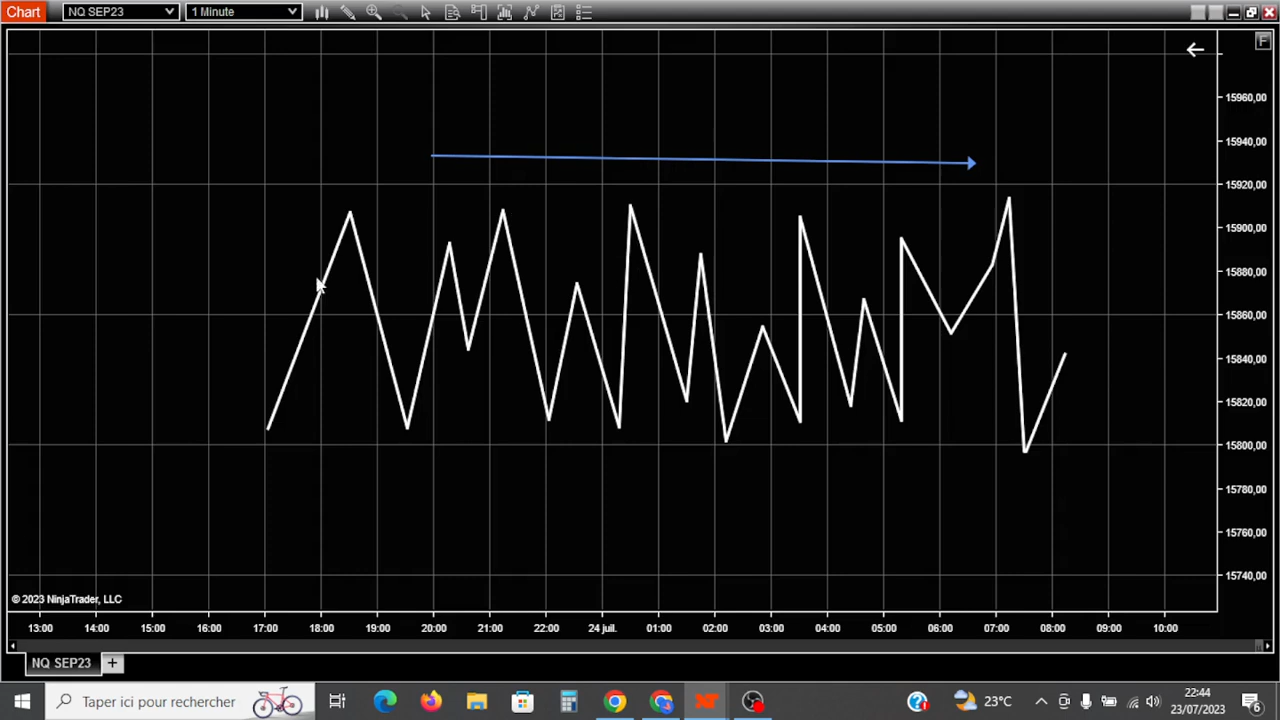 Chart NQ SEP23 1 Minute
F
15960,00
15940,00
15920,00
15900,00
15880,00
15860,00
15840,00
15820,00
15800,00
15780,00
15760,00
15740,00
© 2023 NinjaTrader, LLC
13:00 14:00 15:00 16:00 17:00 18:00 19:00 20:00 21:00 22:00 24 juil. 01:00 02:00 03:00 04:00 05:00 06:00 07:00 08:00 09:00 10:00
NQ SEP23 +
Taper ici pour rechercher
23°C
22:44
23/07/2023
6